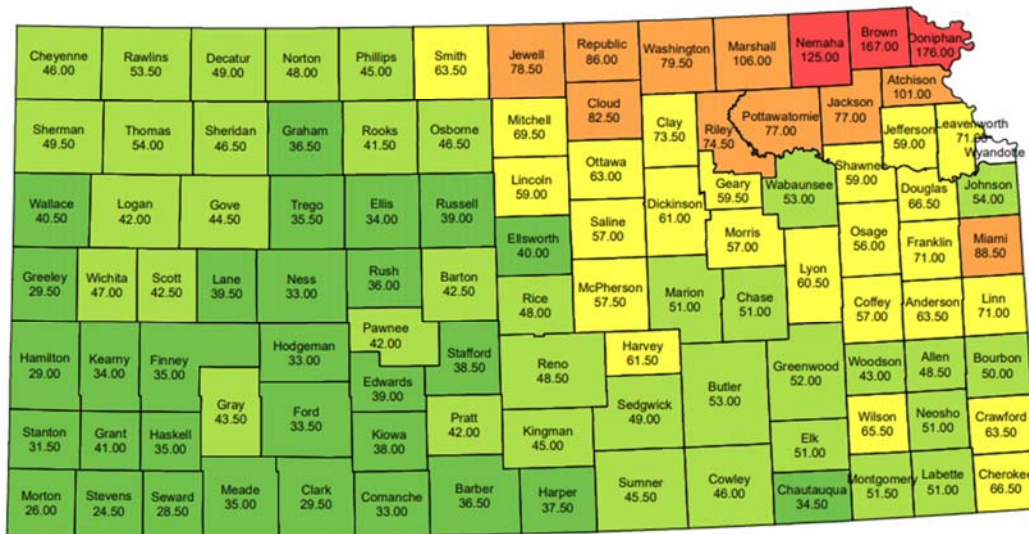 Cheyenne
46.00
Rawlins
53.50
Decatur
49.00
Norton
48.00
Phillips
45.00
Smith
63.50
Jewell
78.50
Republic
86.00
Washington
79.50
Marshall
106.00
Nemaha
125.00
Brown
167.00
Doniphan
176.00
Atchison
101.00
Sherman
49.50
Thomas
54.00
Sheridan
46.50
Graham
36.50
Rooks
41.50
Osborne
46.50
Mitchell
69.50
Cloud
82.50
Clay
73.50
Riley
74.50
Pottawatomie
77.00
Jackson
77.00
Jefferson
59.00
Leavenworth
71.00
Wyandotte
Wallace
40.50
Logan
42.00
Gove
44.50
Trego
35.50
Ellis
34.00
Russell
39.00
Lincoln
59.00
Ottawa
63.00
Saline
57.00
Dickinson
61.00
Geary
59.50
Wabaunsee
53.00
Shawnee
59.00
Douglas
66.50
Johnson
54.00
Ellsworth
40.00
Morris
57.00
Osage
56.00
Franklin
71.00
Miami
88.50
Greeley
29.50
Wichita
47.00
Scott
42.50
Lane
39.50
Ness
33.00
Rush
36.00
Barton
42.50
Rice
48.00
McPherson
57.50
Marion
51.00
Chase
51.00
Lyon
60.50
Coffey
57.00
Anderson
63.50
Linn
71.00
Hamilton
29.00
Kearny
34.00
Finney
35.00
Hodgeman
33.00
Pawnee
42.00
Stafford
38.50
Edwards
39.00
Reno
48.50
Harvey
61.50
Butler
53.00
Greenwood
52.00
Woodson
43.00
Allen
48.50
Bourbon
50.00
Gray
43.50
Ford
33.50
Sedgwick
49.00
Stanton
31.50
Grant
41.00
Haskell
35.00
Kiowa
38.00
Pratt
42.00
Kingman
45.00
Elk
51.00
Wilson
65.50
Neosho
51.00
Crawford
63.50
Morton
26.00
Stevens
24.50
Seward
28.50
Meade
35.00
Clark
29.50
Comanche
33.00
Barber
36.50
Harper
37.50
Sumner
45.50
Cowley
46.00
Chautauqua
34.50
Montgomery
51.50
Labette
51.00
Cherokee
66.50